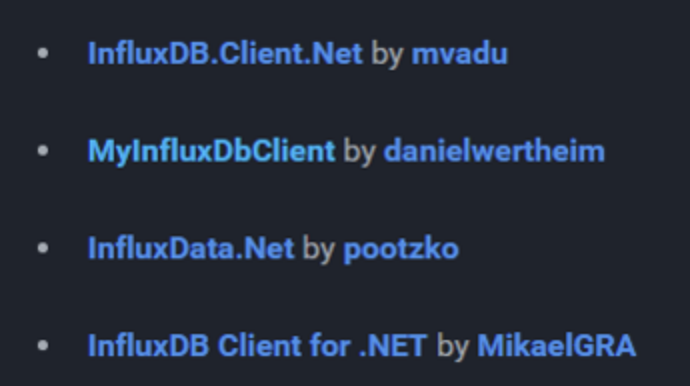 InfluxDB.Client.Net by mvadu
MyInfluxDbClient by danielwertheim
InfluxData.Net by pootzko
InfluxDB Client for .NET by MikaelGRA